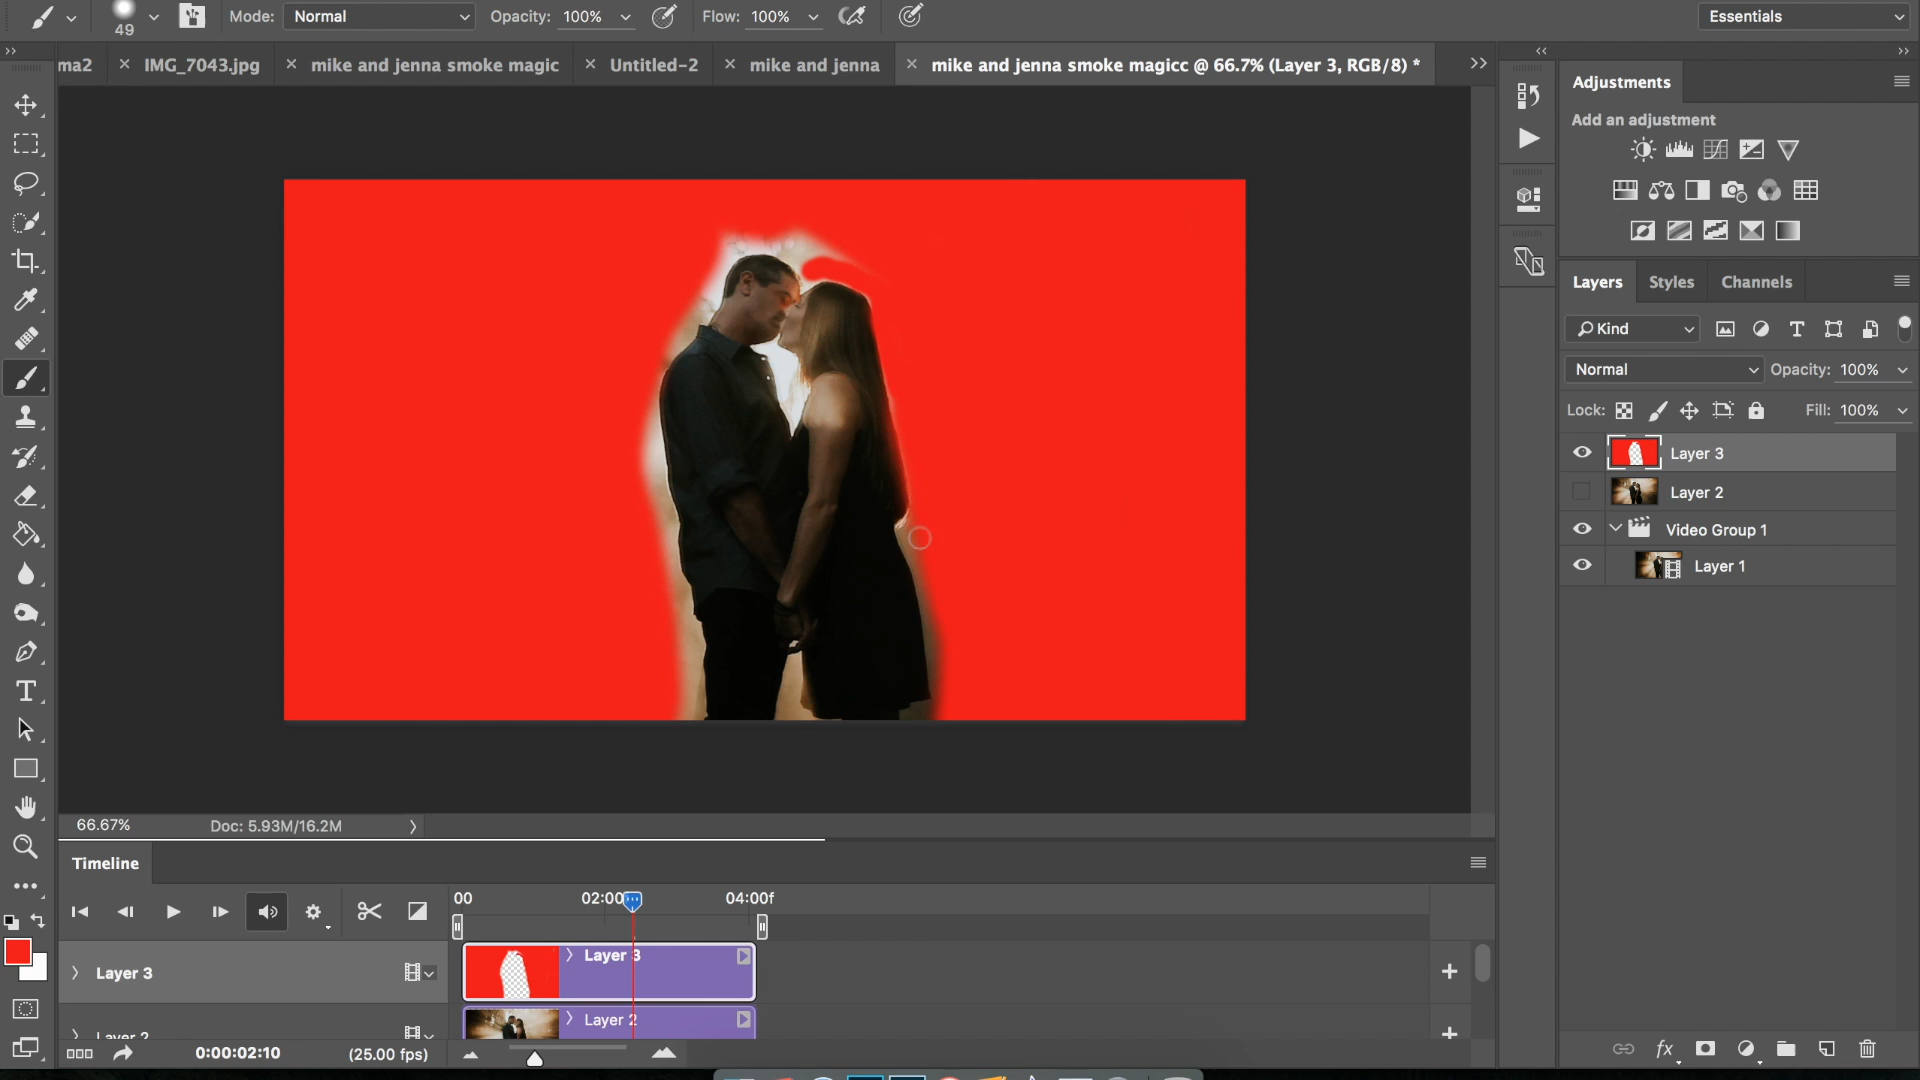 49
Mode: Normal
Opacity: 100%
Flow: 100%
Essentials
ma2
× IMG_7043.jpg
× mike and jenna smoke magic
× Untitled-2
× mike and jenna
× mike and jenna smoke magicc @ 66.7% (Layer 3, RGB/8) *
Adjustments
Add an adjustment
Layers
Styles
Channels
Kind
Normal
Opacity: 100%
Lock:
Fill: 100%
Layer 3
Layer 2
Video Group 1
Layer 1
66.67%
Doc: 5.93M/16.2M
Timeline
00
02:00
04:00f
Layer 3
Layer 3
Layer 2
Layer 2
0:00:02:10
(25.00 fps)
fx